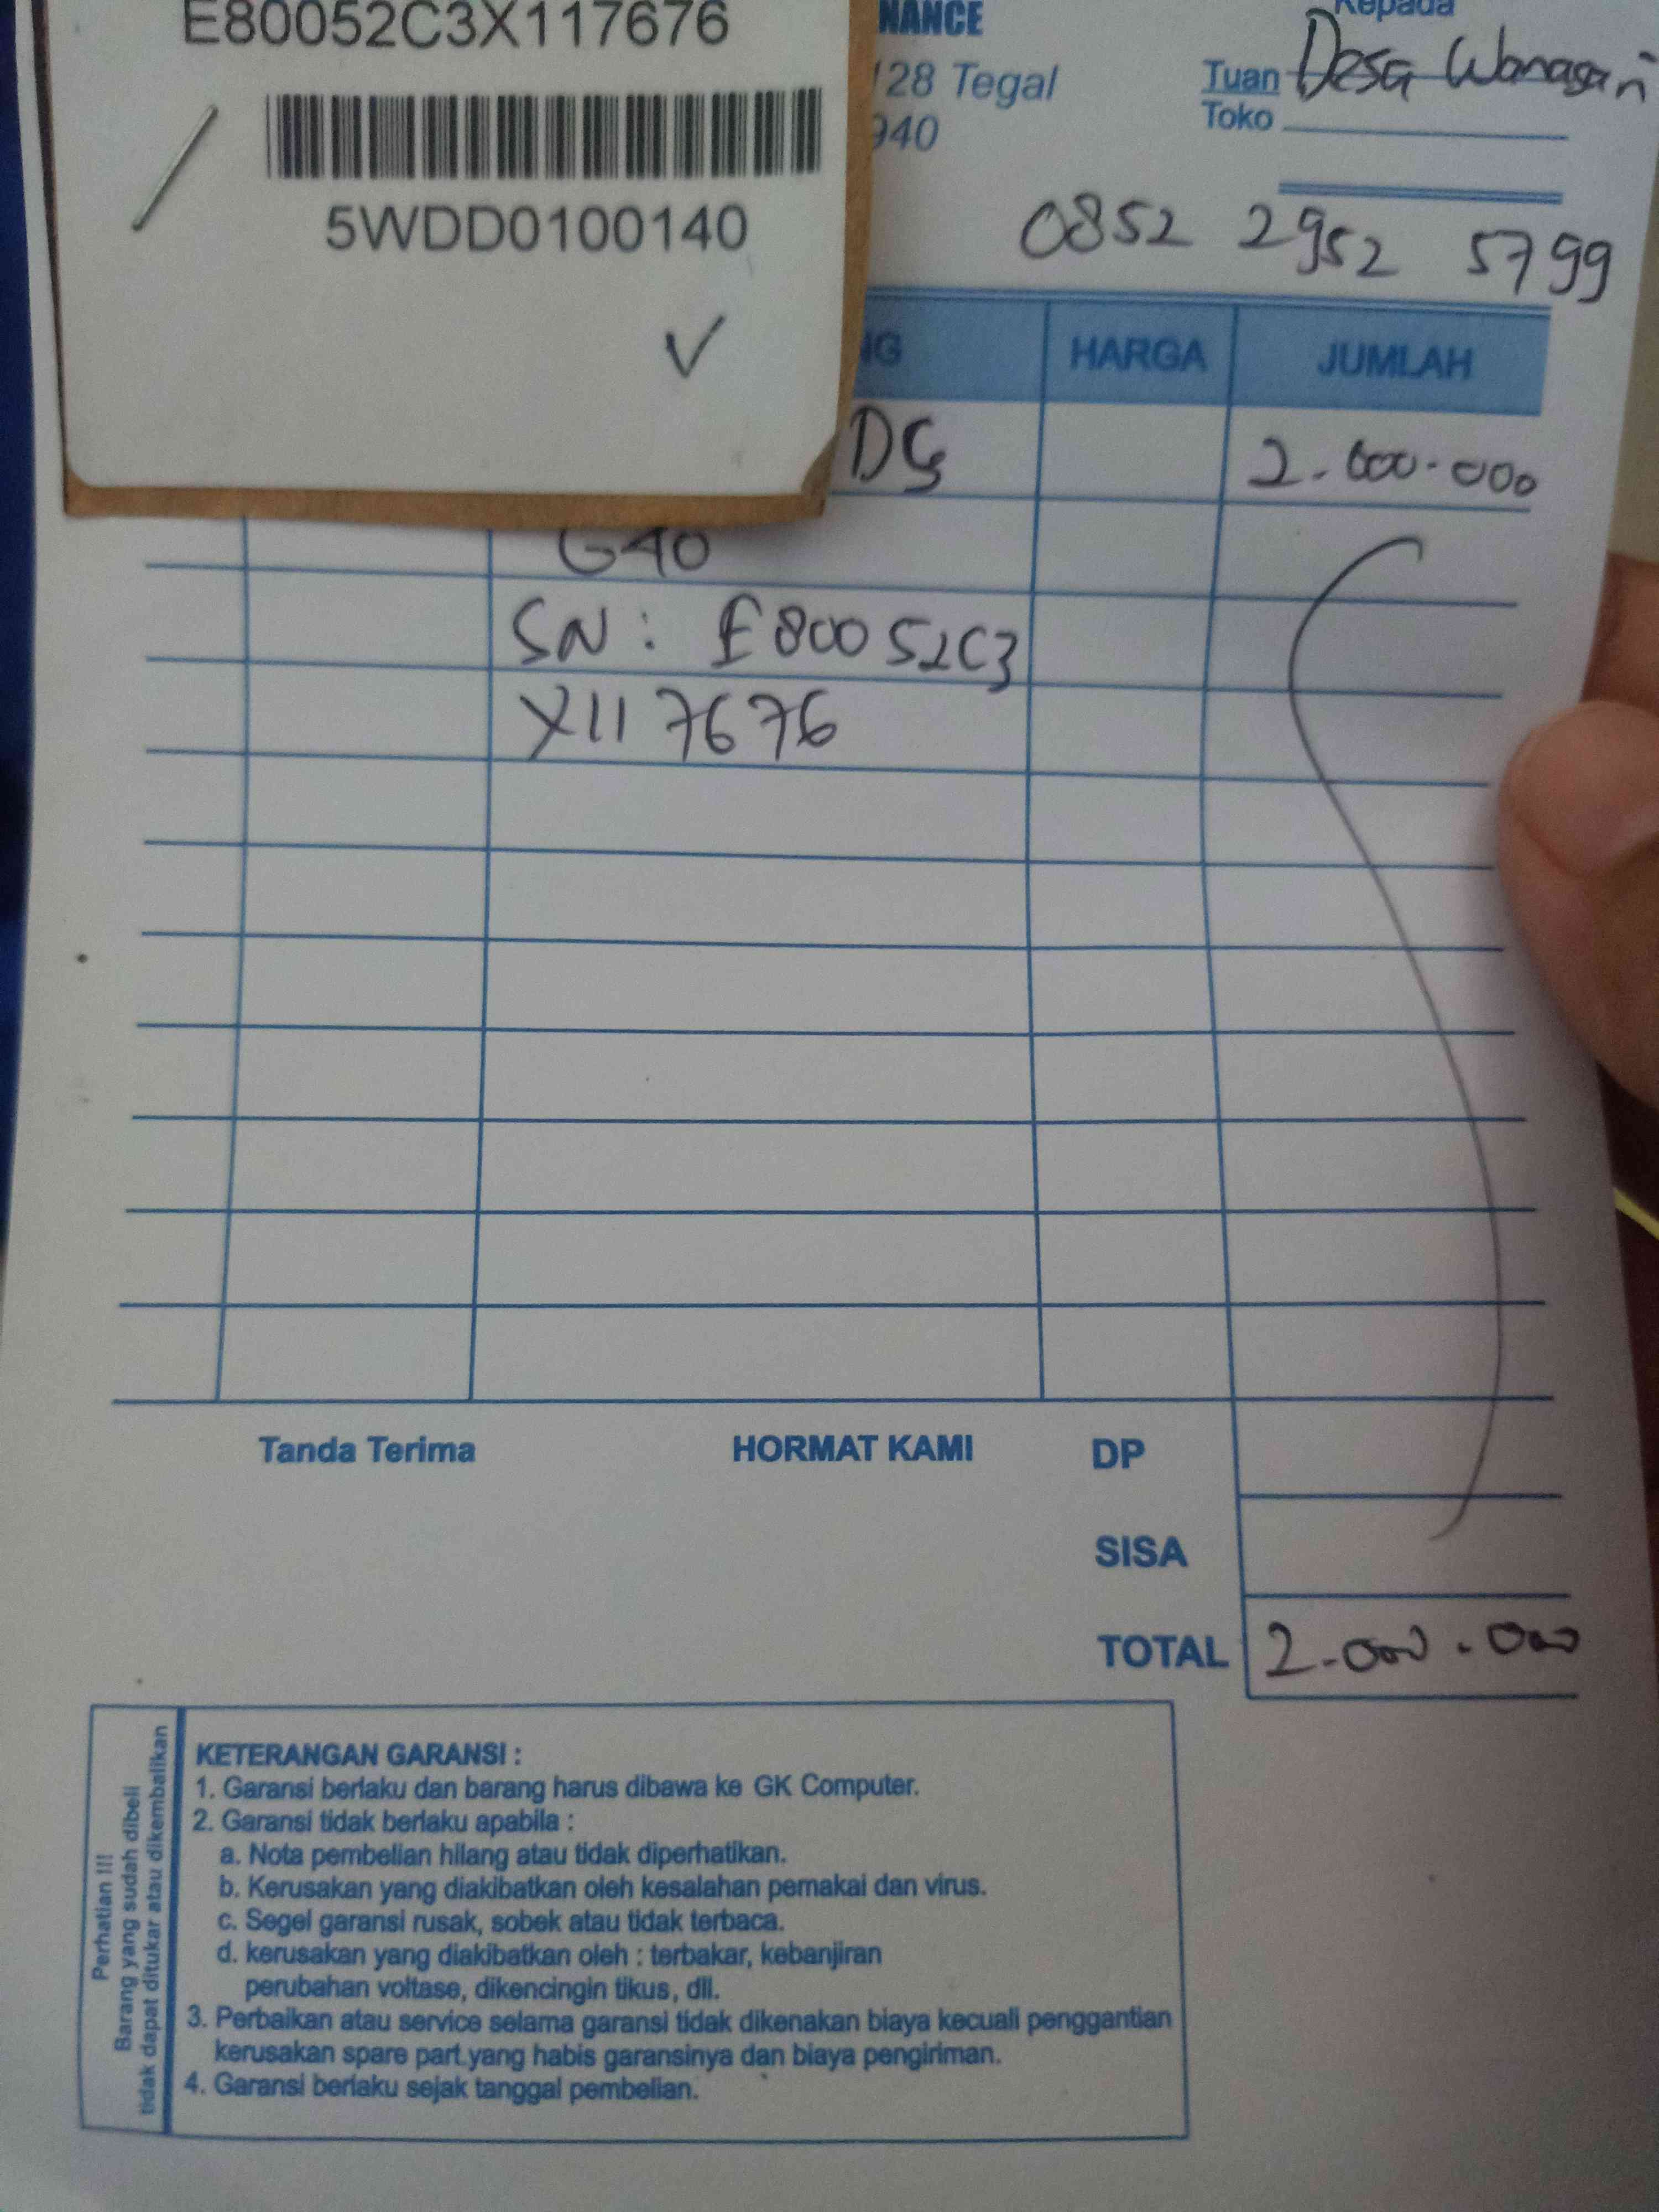 E80052C3X117676
5WDD0100140
NANCE
128 Tegal
940
Kepada
Tuan Desa Wanasari
Toko
0852 2952 5799
NG HARGA JUMLAH
DG 2.000.000
G40
SN : E80052C3
X117676
Tanda Terima HORMAT KAMI DP
SISA
TOTAL 2.000.000
Perhatian !!!
Barang yang sudah dibeli
tidak dapat ditukar atau dikembalikan
KETERANGAN GARANSI :
1. Garansi berlaku dan barang harus dibawa ke GK Computer.
2. Garansi tidak berlaku apabila :
a. Nota pembelian hilang atau tidak diperhatikan.
b. Kerusakan yang diakibatkan oleh kesalahan pemakai dan virus.
c. Segel garansi rusak, sobek atau tidak terbaca.
d. kerusakan yang diakibatkan oleh : terbakar, kebanjiran
perubahan voltase, dikencingin tikus, dll.
3. Perbaikan atau service selama garansi tidak dikenakan biaya kecuali penggantian
kerusakan spare part.yang habis garansinya dan biaya pengiriman.
4. Garansi berlaku sejak tanggal pembelian.